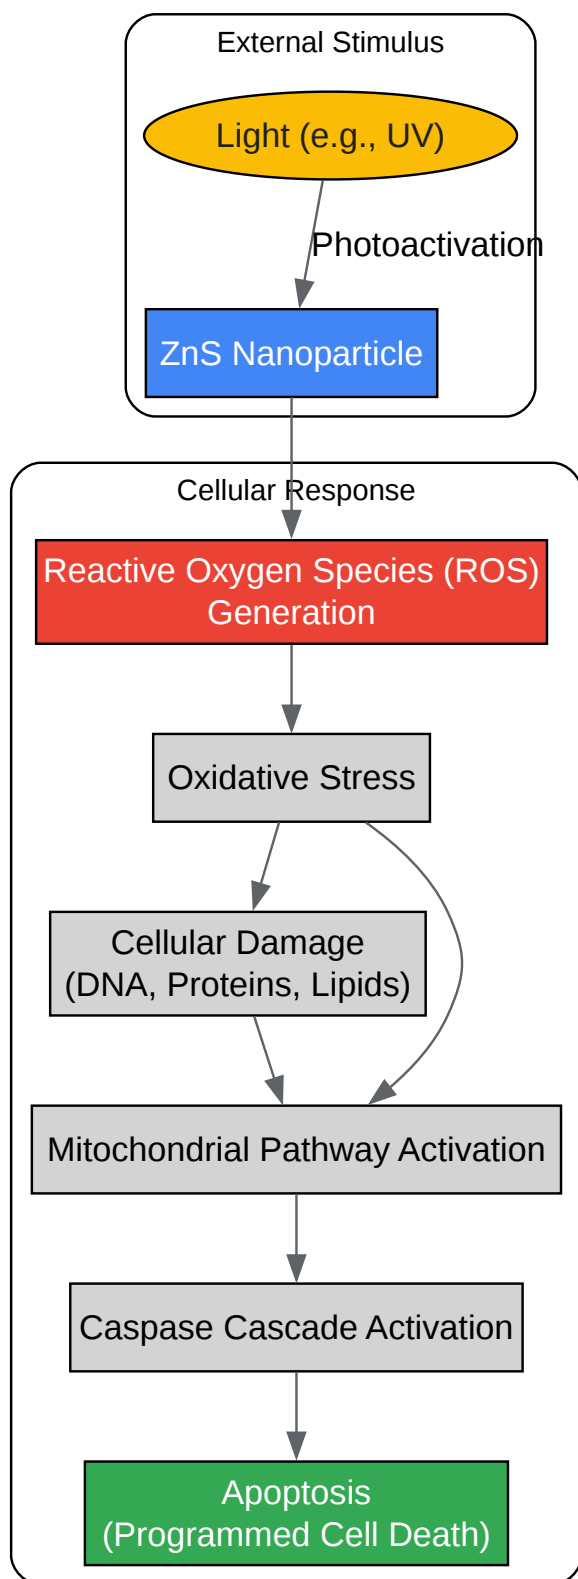 External Stimulus
Light (e.g., UV)
Photoactivation
ZnS Nanoparticle
Cellular Response
Reactive Oxygen Species (ROS)
Generation
Oxidative Stress
Cellular Damage
(DNA, Proteins, Lipids)
Mitochondrial Pathway Activation
Caspase Cascade Activation
Apoptosis
(Programmed Cell Death)